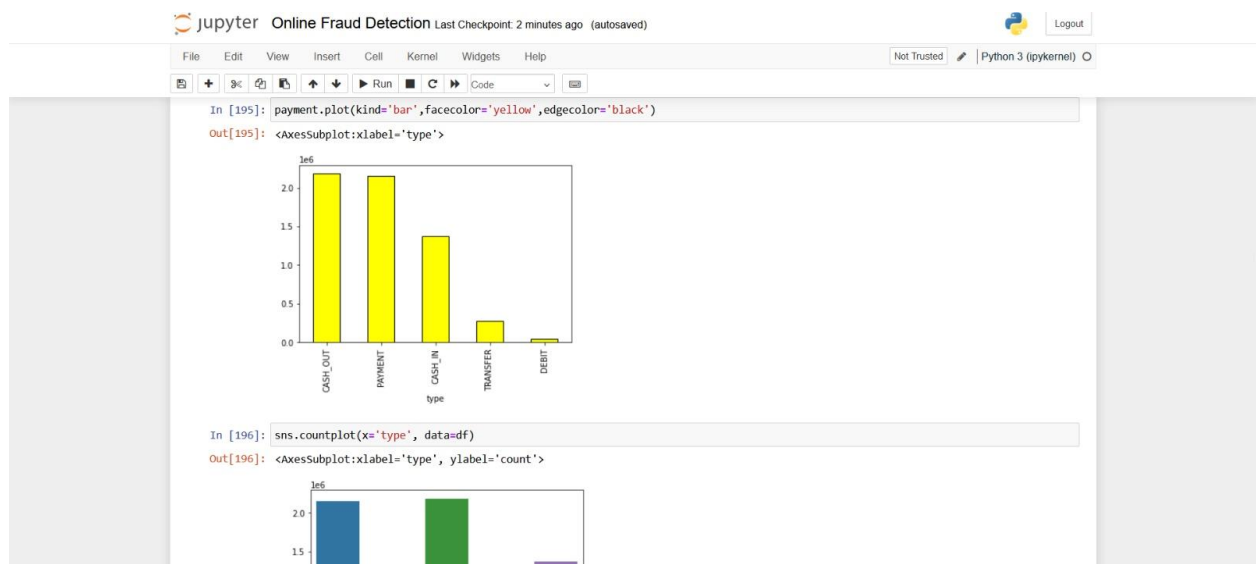 jupyter Online Fraud Detection Last Checkpoint: 2 minutes ago (autosaved)
Logout
File Edit View Insert Cell Kernel Widgets Help
Not Trusted Python 3 (ipykernel)
Run Code
In [195]: payment.plot(kind='bar',facecolor='yellow',edgecolor='black')
Out[195]: <AxesSubplot:xlabel='type'>
1e6
2.0
1.5
1.0
0.5
0.0
CASH_OUT
PAYMENT
CASH_IN
TRANSFER
DEBIT
type
In [196]: sns.countplot(x='type', data=df)
Out[196]: <AxesSubplot:xlabel='type', ylabel='count'>
1e6
2.0
1.5